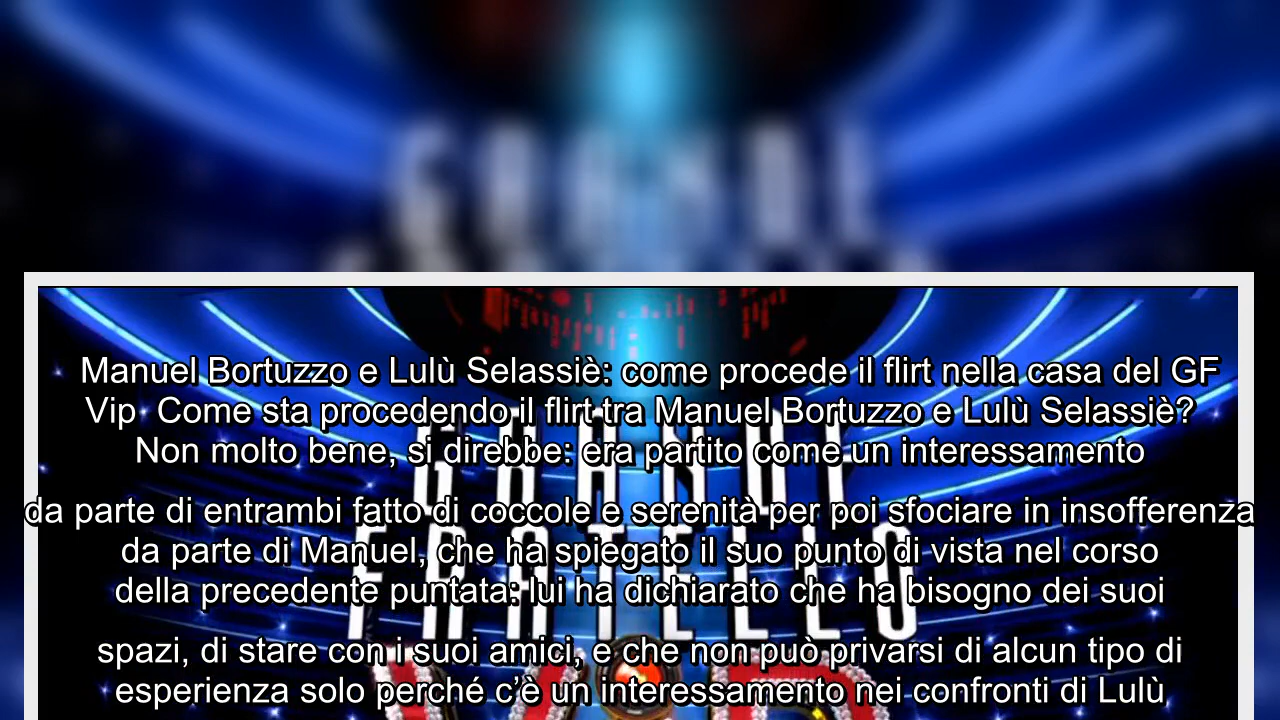 GRANDE
Manuel Bortuzzo e Lulù Selassiè: come procede il flirt nella casa del GF
Vip Come sta procedendo il flirt tra Manuel Bortuzzo e Lulù Selassiè?
Non molto bene, si direbbe: era partito come un interessamento
GRANDE
da parte di entrambi fatto di coccole e serenità per poi sfociare in insofferenza
da parte di Manuel, che ha spiegato il suo punto di vista nel corso
della precedente puntata: lui ha dichiarato che ha bisogno dei suoi
FRATELLO
spazi, di stare con i suoi amici, e che non può privarsi di alcun tipo di
esperienza solo perché c'è un interessamento nei confronti di Lulù,
VIP